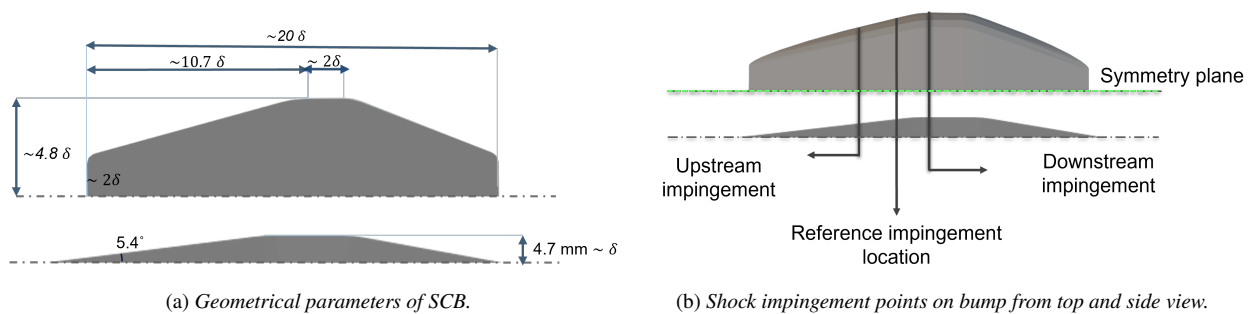 ~20 δ
~10.7 δ
~ 2δ
~4.8 δ
~ 2δ
5.4°
4.7 mm ~ δ
(a) Geometrical parameters of SCB.
Symmetry plane
Upstream
impingement
Downstream
impingement
Reference impingement
location
(b) Shock impingement points on bump from top and side view.